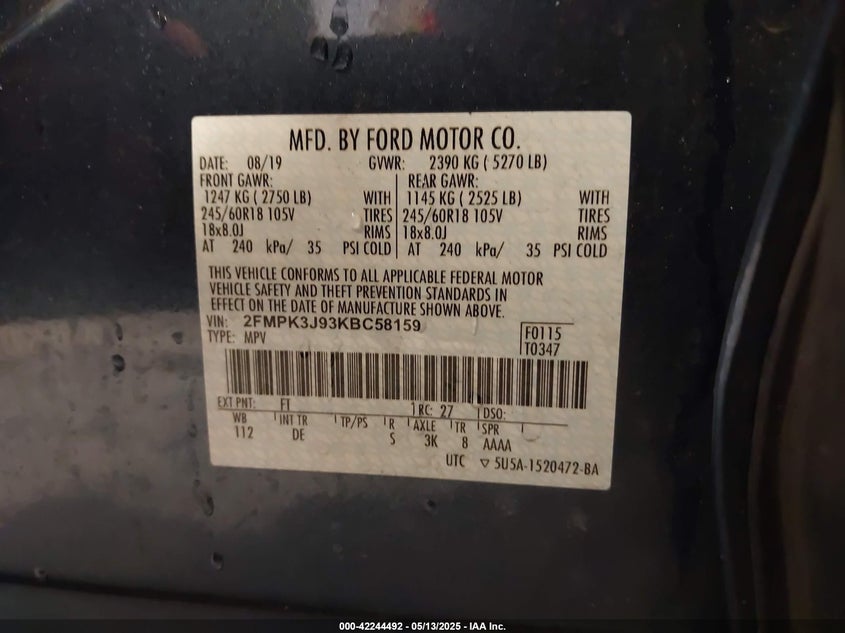 MFD. BY FORD MOTOR CO.
DATE: 08/19 GVWR: 2390 KG ( 5270 LB)
FRONT GAWR: REAR GAWR:
1247 KG ( 2750 LB) WITH 1145 KG ( 2525 LB) WITH
245/60R18 105V TIRES 245/60R18 105V TIRES
18x8.0J RIMS 18x8.0J RIMS
AT 240 kPa/ 35 PSI COLD AT 240 kPa/ 35 PSI COLD
THIS VEHICLE CONFORMS TO ALL APPLICABLE FEDERAL MOTOR
VEHICLE SAFETY AND THEFT PREVENTION STANDARDS IN
EFFECT ON THE DATE OF MANUFACTURE SHOWN ABOVE.
VIN: 2FMPK3J93KBC58159
TYPE: MPV
F0115
T0347
EXT PNT: FT RC: 27 DSO:
WB INT TR TP/PS R AXLE TR SPR
112 DE S 3K 8 AAAA
UTC ▽ 5U5A-1520472-BA
000-42244492 - 05/13/2025 - IAA Inc.